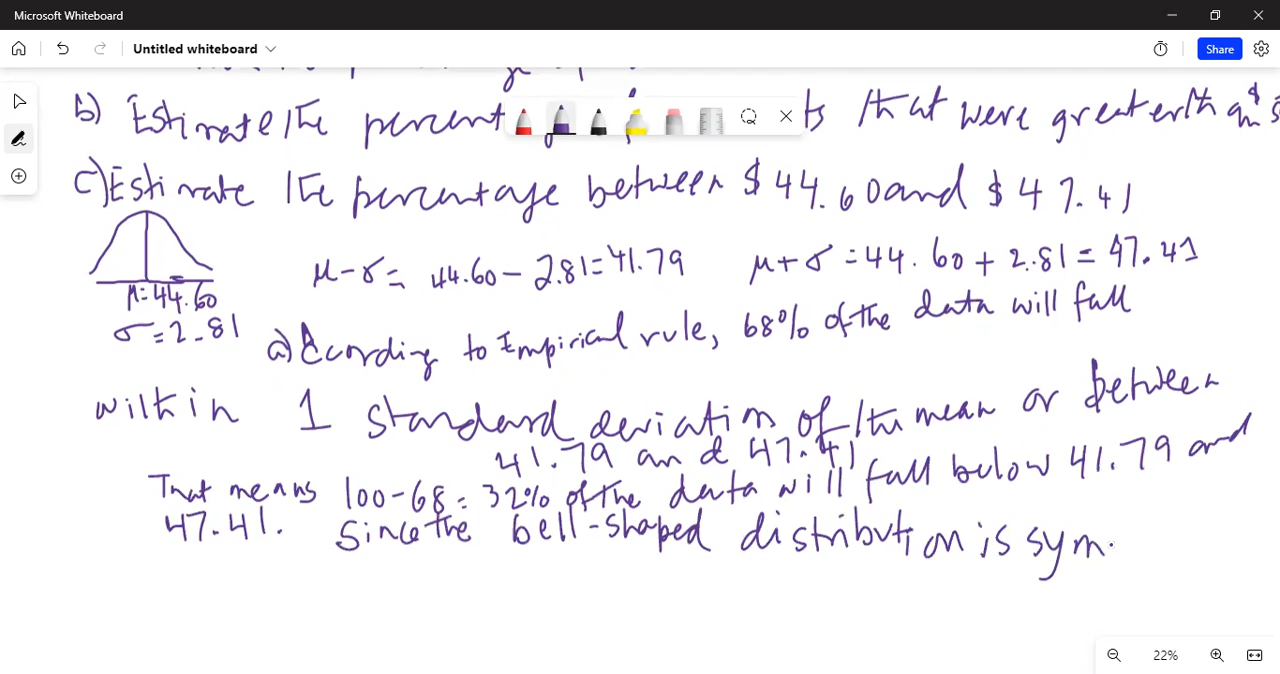 Microsoft Whiteboard
Untitled whiteboard
Share
b) Estimate the percent that were greater than $
c) Estimate the percentage between $44.60 and $47.41
μ-σ= 44.60-2.81=41.79 μ+σ=44.60+2.81=47.41
μ=44.60
σ=2.81
a) According to Empirical rule, 68% of the data will fall
within 1 standard deviation of the mean or between
41.79 and 47.41
That means 100-68=32% of the data will fall below 41.79 and
47.41. Since the bell-shaped distribution is sym
22%